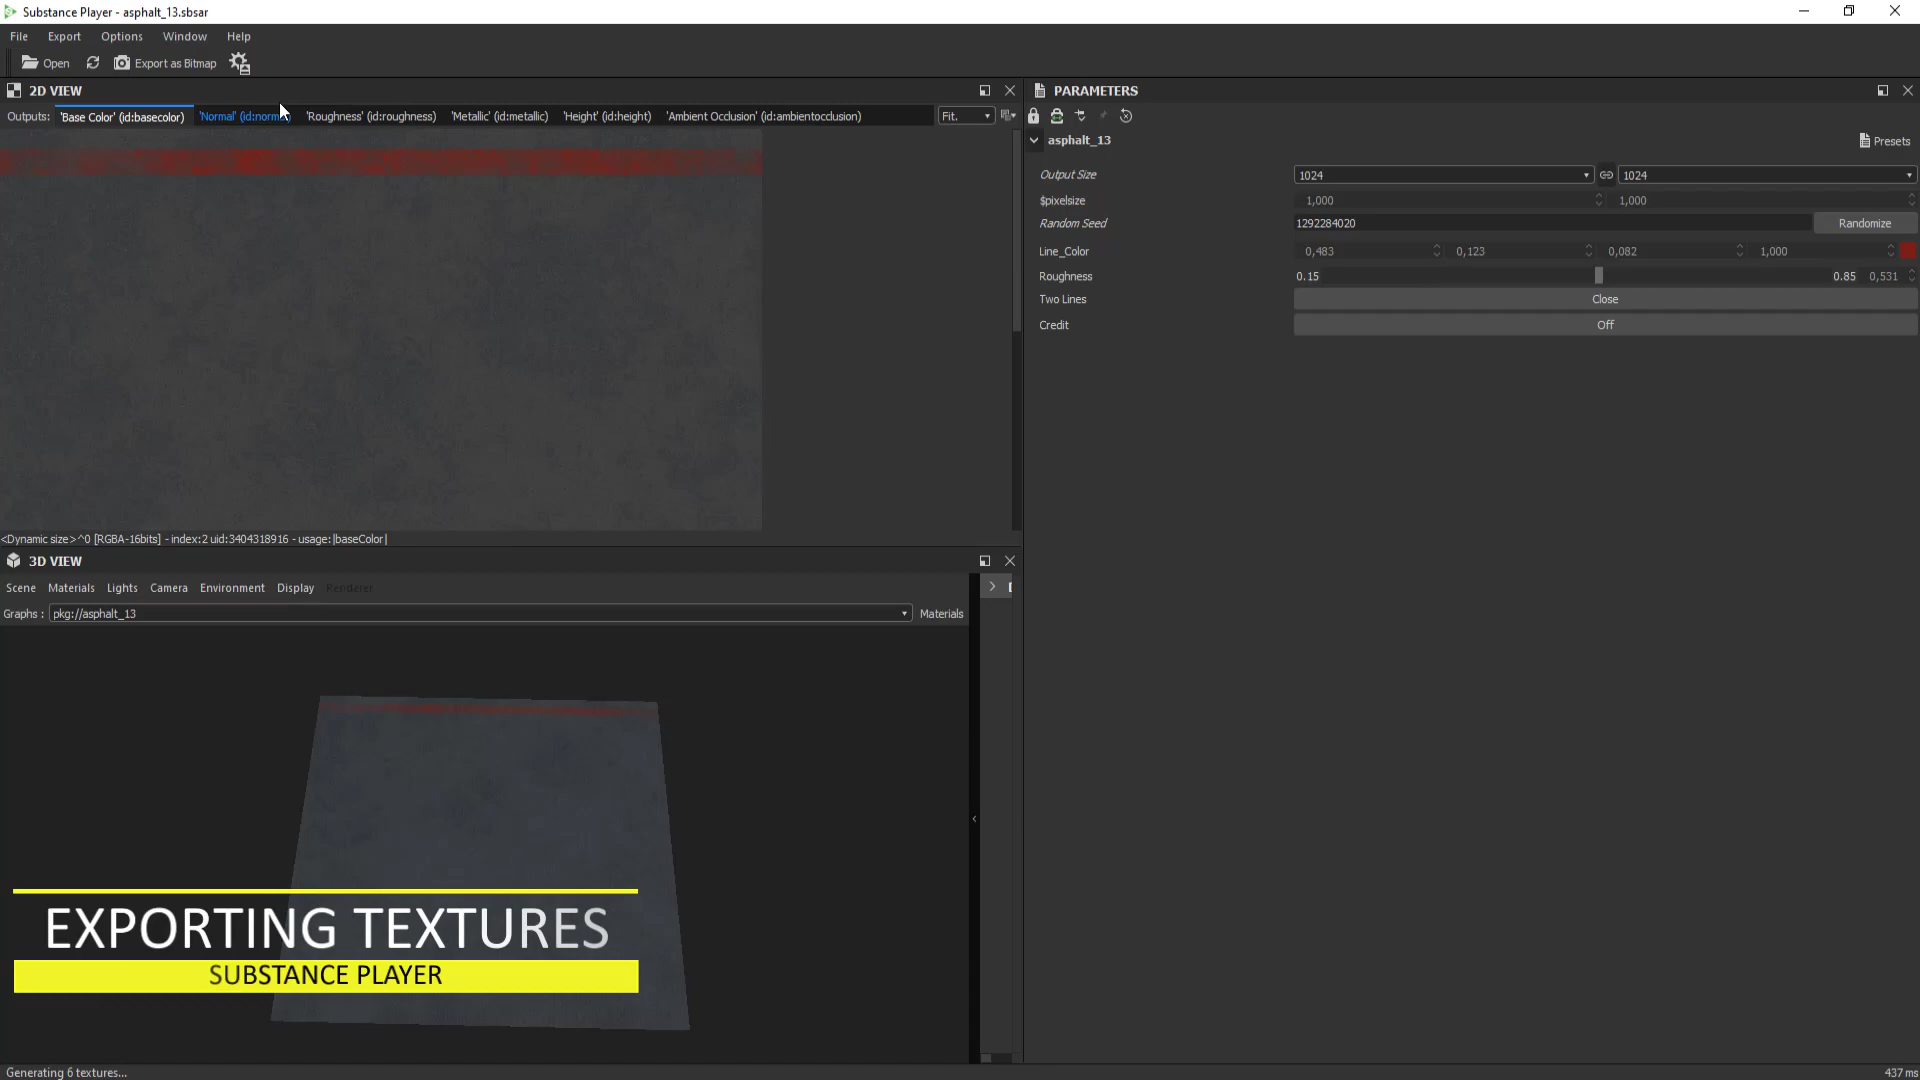 Substance Player - asphalt_13.sbsar
File Export Options Window Help
Open Export as Bitmap
2D VIEW
Outputs: 'Base Color' (id:basecolor) 'Roughness' (id:roughness) 'Metallic' (id:metallic) 'Height' (id:height) 'Ambient Occlusion' (id:ambientocclusion) Fit.
<Dynamic size>^0 [RGBA-16bits] - index:2 uid:3404318916 - usage:|baseColor|
3D VIEW
Scene Materials Lights Camera Environment Display Renderer
Graphs : pkg://asphalt_13 Materials
EXPORTING TEXTURES
SUBSTANCE PLAYER
Generating 6 textures...
PARAMETERS
asphalt_13 Presets
Output Size 1024 1024
$pixelsize 1,000 1,000
Random Seed 1292284020 Randomize
Line_Color 0,483 0,123 0,082 1,000
Roughness 0.15 0.85 0,531
Two Lines Close
Credit Off
437 ms